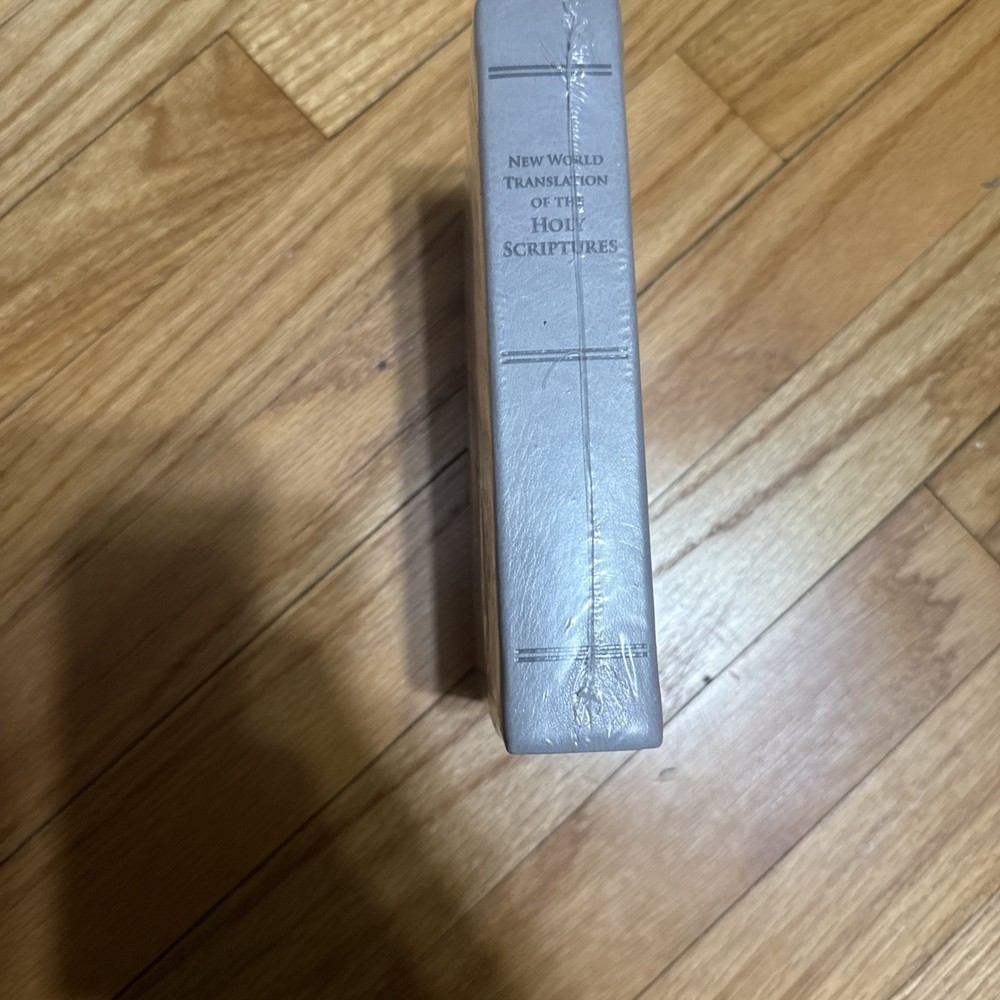 New World
Translation
of the
Holy
Scriptures